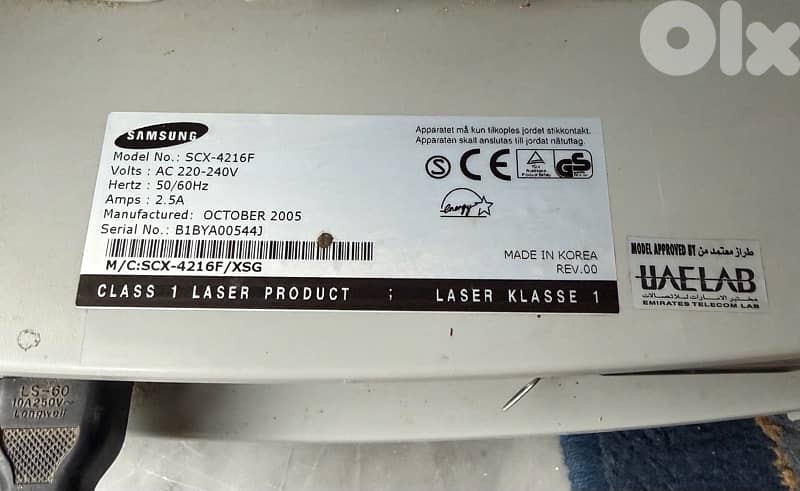 OLX
SAMSUNG
Model No.: SCX-4216F
Volts : AC 220-240V
Hertz : 50/60Hz
Amps : 2.5A
Manufactured: OCTOBER 2005
Serial No.: B1BYA00544J
M/C:SCX-4216F/XSG
Apparatet må kun tilkoples jordet stikkontakt.
Apparaten skall anslutas till jordat nätuttag.
S CE GS
energy
MADE IN KOREA
REV.00
CLASS 1 LASER PRODUCT ; LASER KLASSE 1
MODEL APPROVED BY طراز معتمد من
UAELAB
مختبر الامارات للاتصالات
EMIRATES TELECOM LAB
LS-60
10A250V~
Longwell